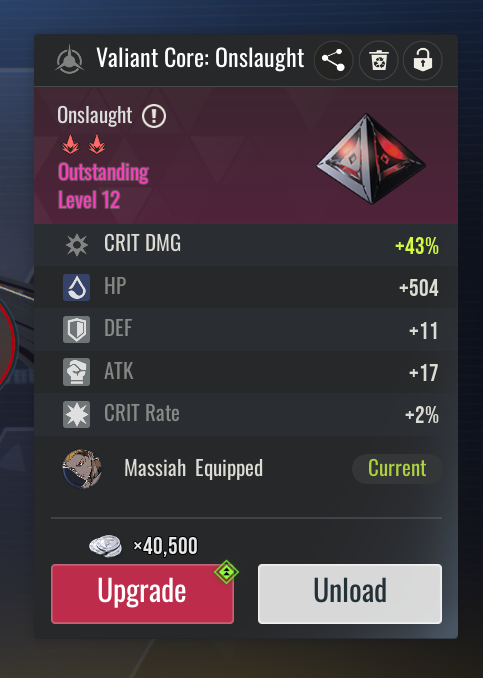 Valiant Core: Onslaught
Onslaught
Outstanding
Level 12
CRIT DMG +43%
HP +504
DEF +11
ATK +17
CRIT Rate +2%
Massiah Equipped Current
×40,500
Upgrade Unload